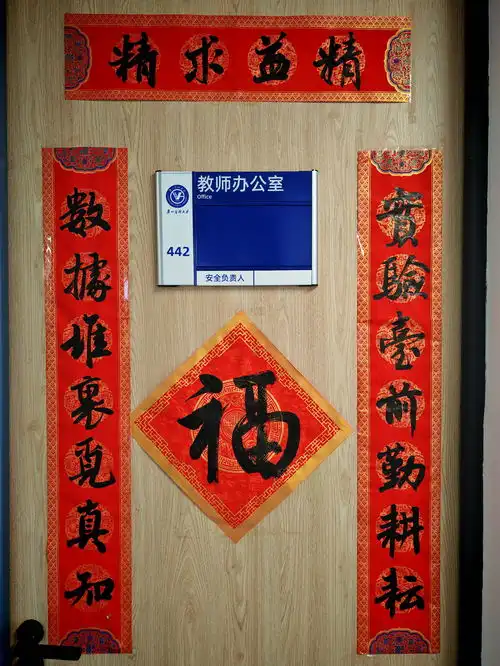 精益求精
實驗臺前勤耕耘
數據堆裏覓真知
教师办公室
Office
442
安全负责人
福